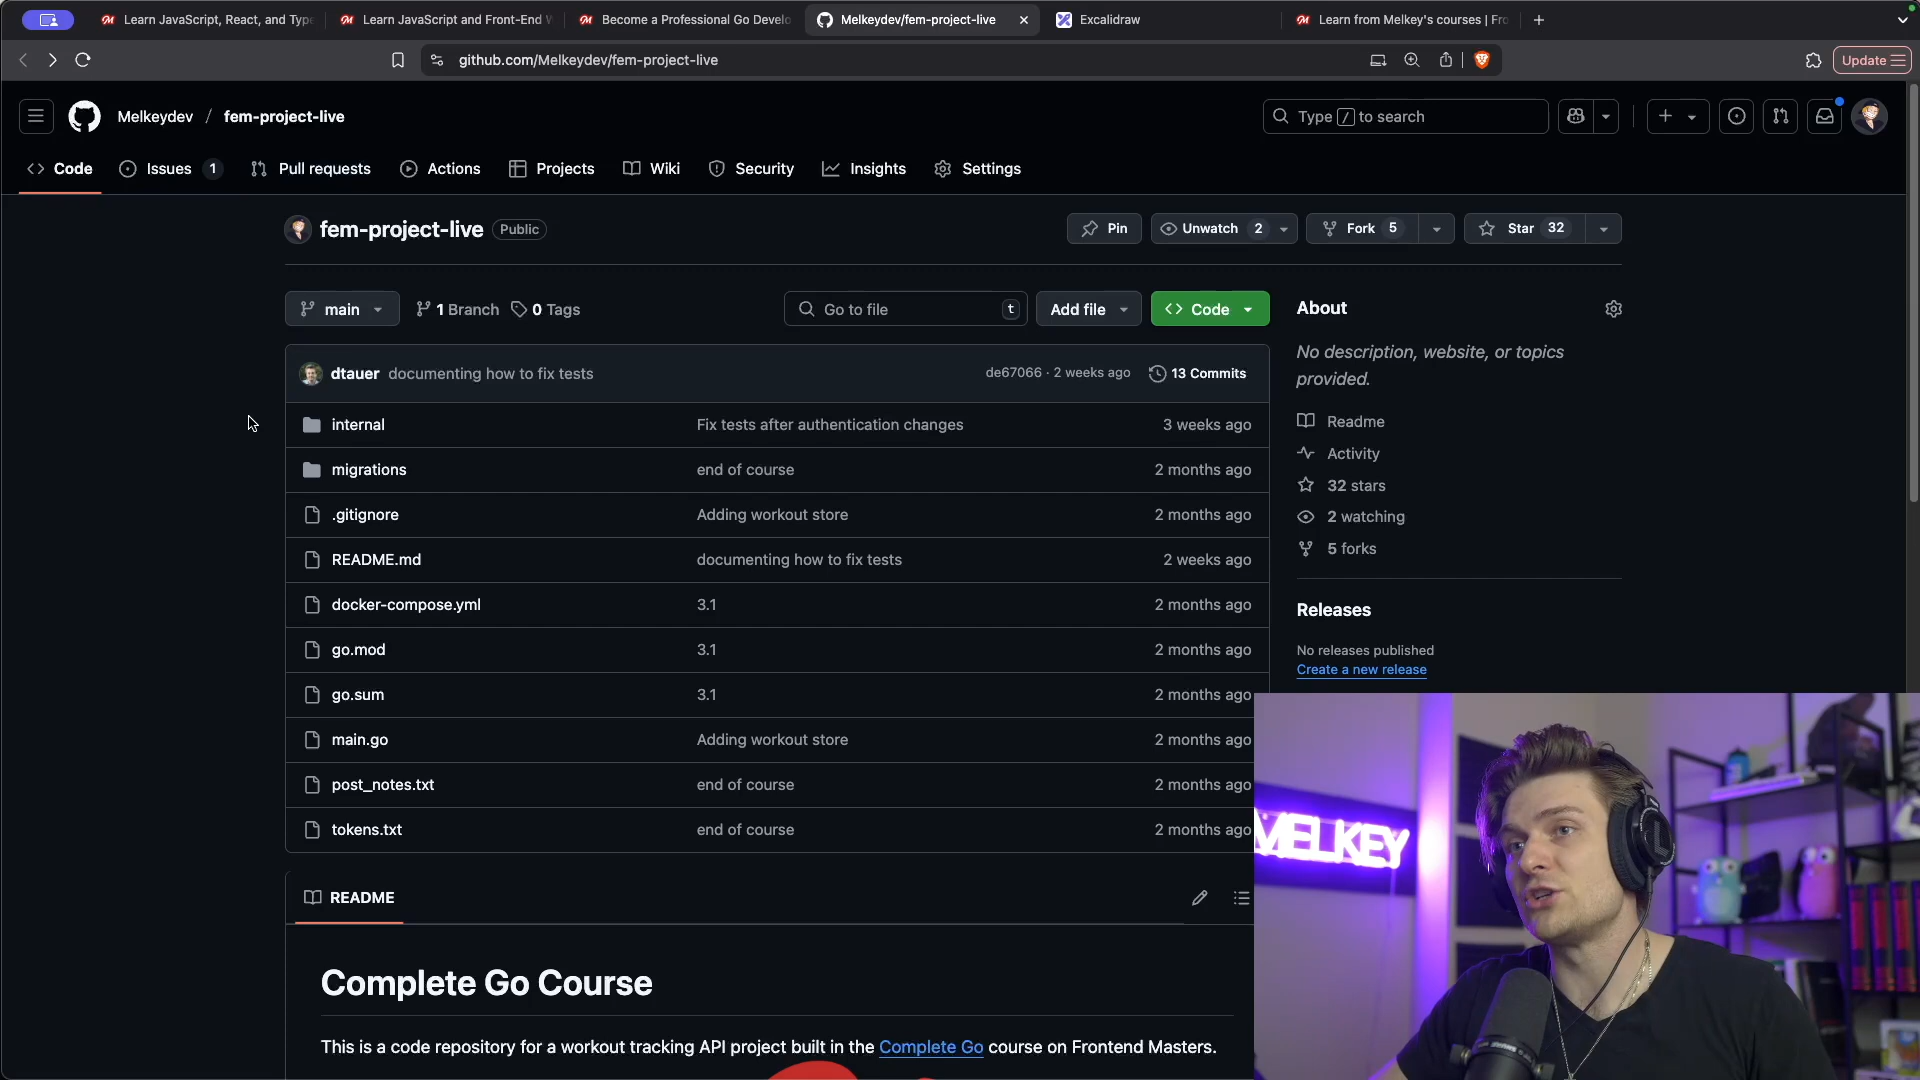 Learn JavaScript, React, and Type
Learn JavaScript and Front-End W
Become a Professional Go Develo
Melkeydev/fem-project-live
Excalidraw
Learn from Melkey's courses | Fro
github.com/Melkeydev/fem-project-live
Update
Melkeydev / fem-project-live
Type / to search
Code
Issues 1
Pull requests
Actions
Projects
Wiki
Security
Insights
Settings
fem-project-live Public
Pin
Unwatch 2
Fork 5
Star 32
main
1 Branch
0 Tags
Go to file t
Add file
Code
dtauer documenting how to fix tests de67066 · 2 weeks ago 13 Commits
internal Fix tests after authentication changes 3 weeks ago
migrations end of course 2 months ago
.gitignore Adding workout store 2 months ago
README.md documenting how to fix tests 2 weeks ago
docker-compose.yml 3.1 2 months ago
go.mod 3.1 2 months ago
go.sum 3.1 2 months ago
main.go Adding workout store 2 months ago
post_notes.txt end of course 2 months ago
tokens.txt end of course 2 months ago
README
Complete Go Course
This is a code repository for a workout tracking API project built in the Complete Go course on Frontend Masters.
About
No description, website, or topics
provided.
Readme
Activity
32 stars
2 watching
5 forks
Releases
No releases published
Create a new release
MELKEY